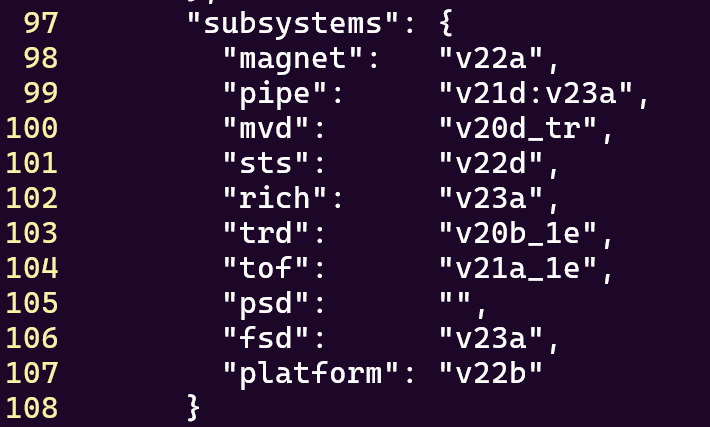 97 "subsystems": {
98 "magnet": "v22a",
99 "pipe": "v21d:v23a",
100 "mvd": "v20d_tr",
101 "sts": "v22d",
102 "rich": "v23a",
103 "trd": "v20b_1e",
104 "tof": "v21a_1e",
105 "psd": "",
106 "fsd": "v23a",
107 "platform": "v22b"
108 }